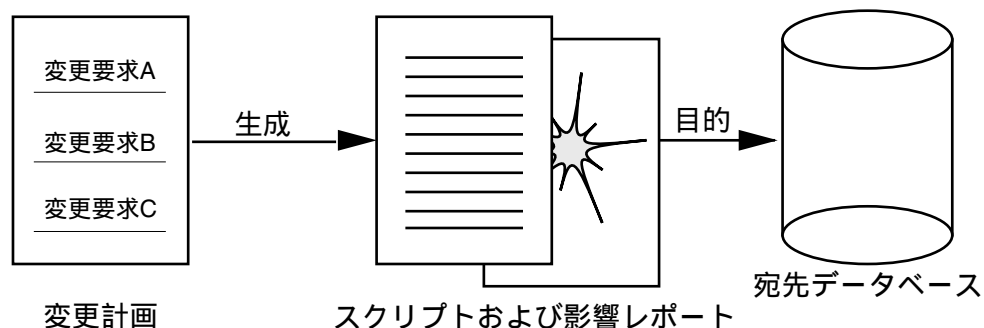 変更要求A
変更要求B
変更要求C
生成
目的
変更計画
スクリプトおよび影響レポート
宛先データベース